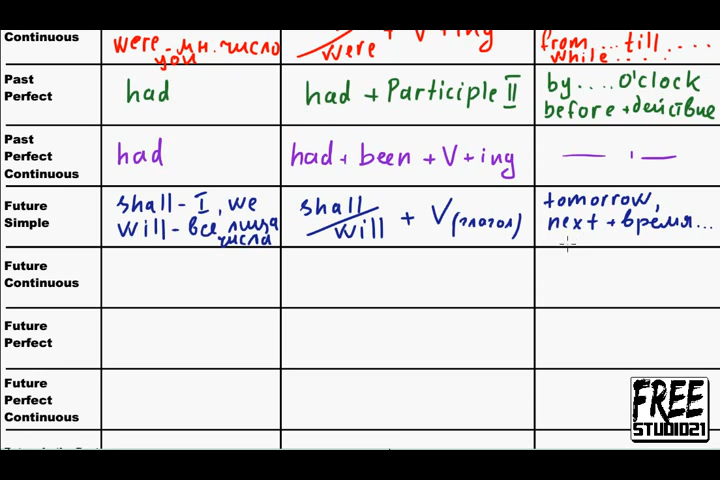 Continuous
were - мн. число
you
were + V + ing
from... till ....
while.....
Past
Perfect
had
had + Participle II
by.... o'clock
before + действие
Past
Perfect
Continuous
had
had + been + V + ing
— ı —
Future
Simple
shall - I, we
will - все лица
числа
shall
will + V (глагол)
tomorrow,
next + время...
Future
Continuous
Future
Perfect
Future
Perfect
Continuous
FREE
STUDIO21